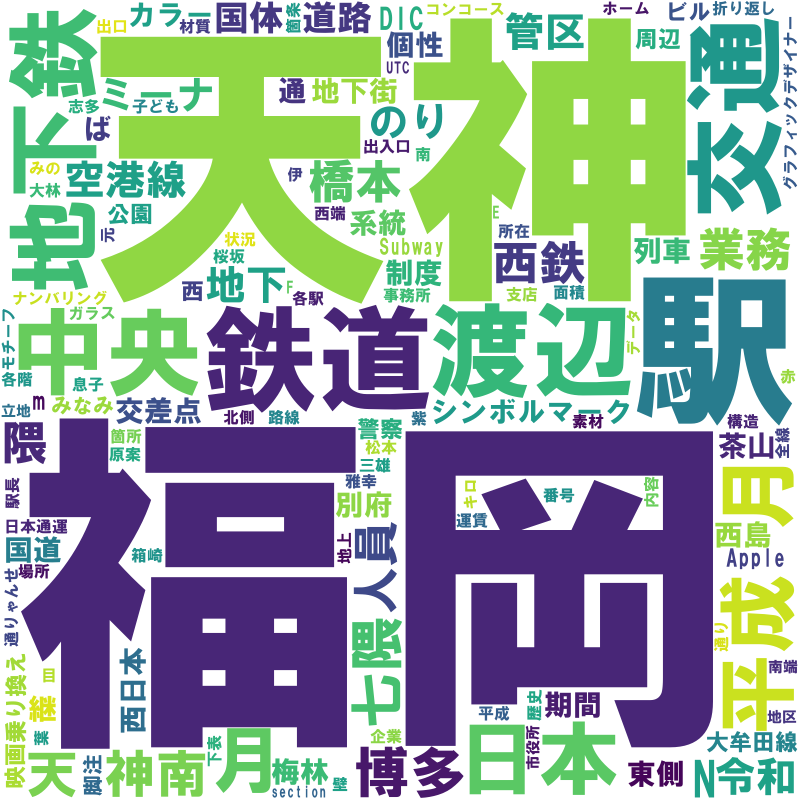 地下鉄
出口
カラー
材質
国体
箇条
道路
DIC
コンコース
管区
ホーム
ビル
折り返し
交通
グラフィックデザイナー
志多
ミーナ
子ども
ば
通
地下街
個性
UTC
のり
周辺
天神
みの
大林
空港線
公園
元
伊
出入口
南
橋本
西端
系統
Subway
E
所在
西鉄
列車
業務
状況
桜坂
西
地下
F
各駅
制度
事務所
支店
面積
ナンバリング
ガラス
モチーフ
中央
鉄道
渡辺
データ
駅
各階
息子
立地
m
みなみ
交差点
北側
路線
紫
シンボルマーク
素材
構造
赤
全線
隈
箇所
原案
警察
松本
三雄
茶山
駅長
福岡
雅幸
別府
キロ
番号
内容
月
日本通運
国道
場所
箱崎
地上
人員
運賃
西島
Apple
通りゃんせ
七隈
平成
通り
映画
乗り換え
皿
葉
西日本
企業
平成
歴史
市役所
期間
南端
地区
天
脚注
神南
下表
月
梅林
section
壁
博多
日本
東側
大牟田線
N
令和